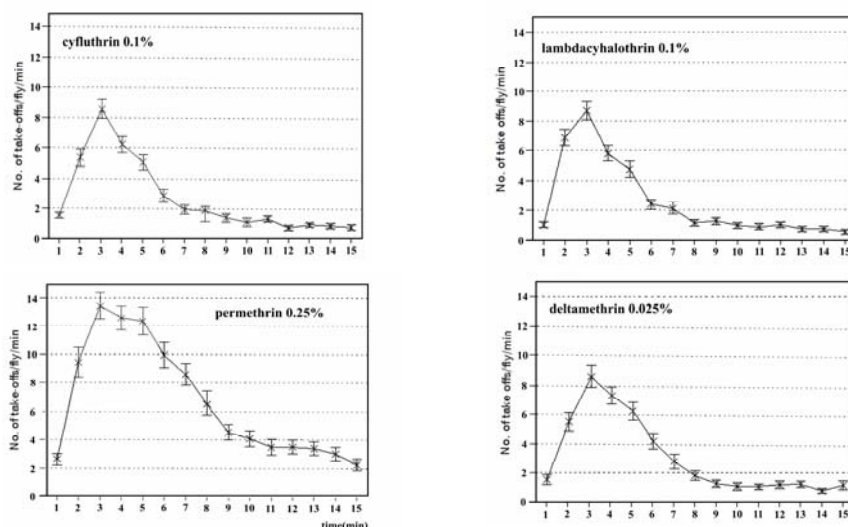 cyfluthrin 0.1%
No. of take-offs/fly/min
14
12
10
8
6
4
2
0
1 2 3 4 5 6 7 8 9 10 11 12 13 14 15
lambdacyhalothrin 0.1%
No. of take offs/fly/min
14
12
10
8
6
4
2
0
1 2 3 4 5 6 7 8 9 10 11 12 13 14 15
permethrin 0.25%
No. of take-offs/fly/min
14
12
10
8
6
4
2
0
1 2 3 4 5 6 7 8 9 10 11 12 13 14 15
time(min)
deltamethrin 0.025%
No. of take offs/fly/min
14
12
10
8
6
4
2
0
1 2 3 4 5 6 7 8 9 10 11 12 13 14 15